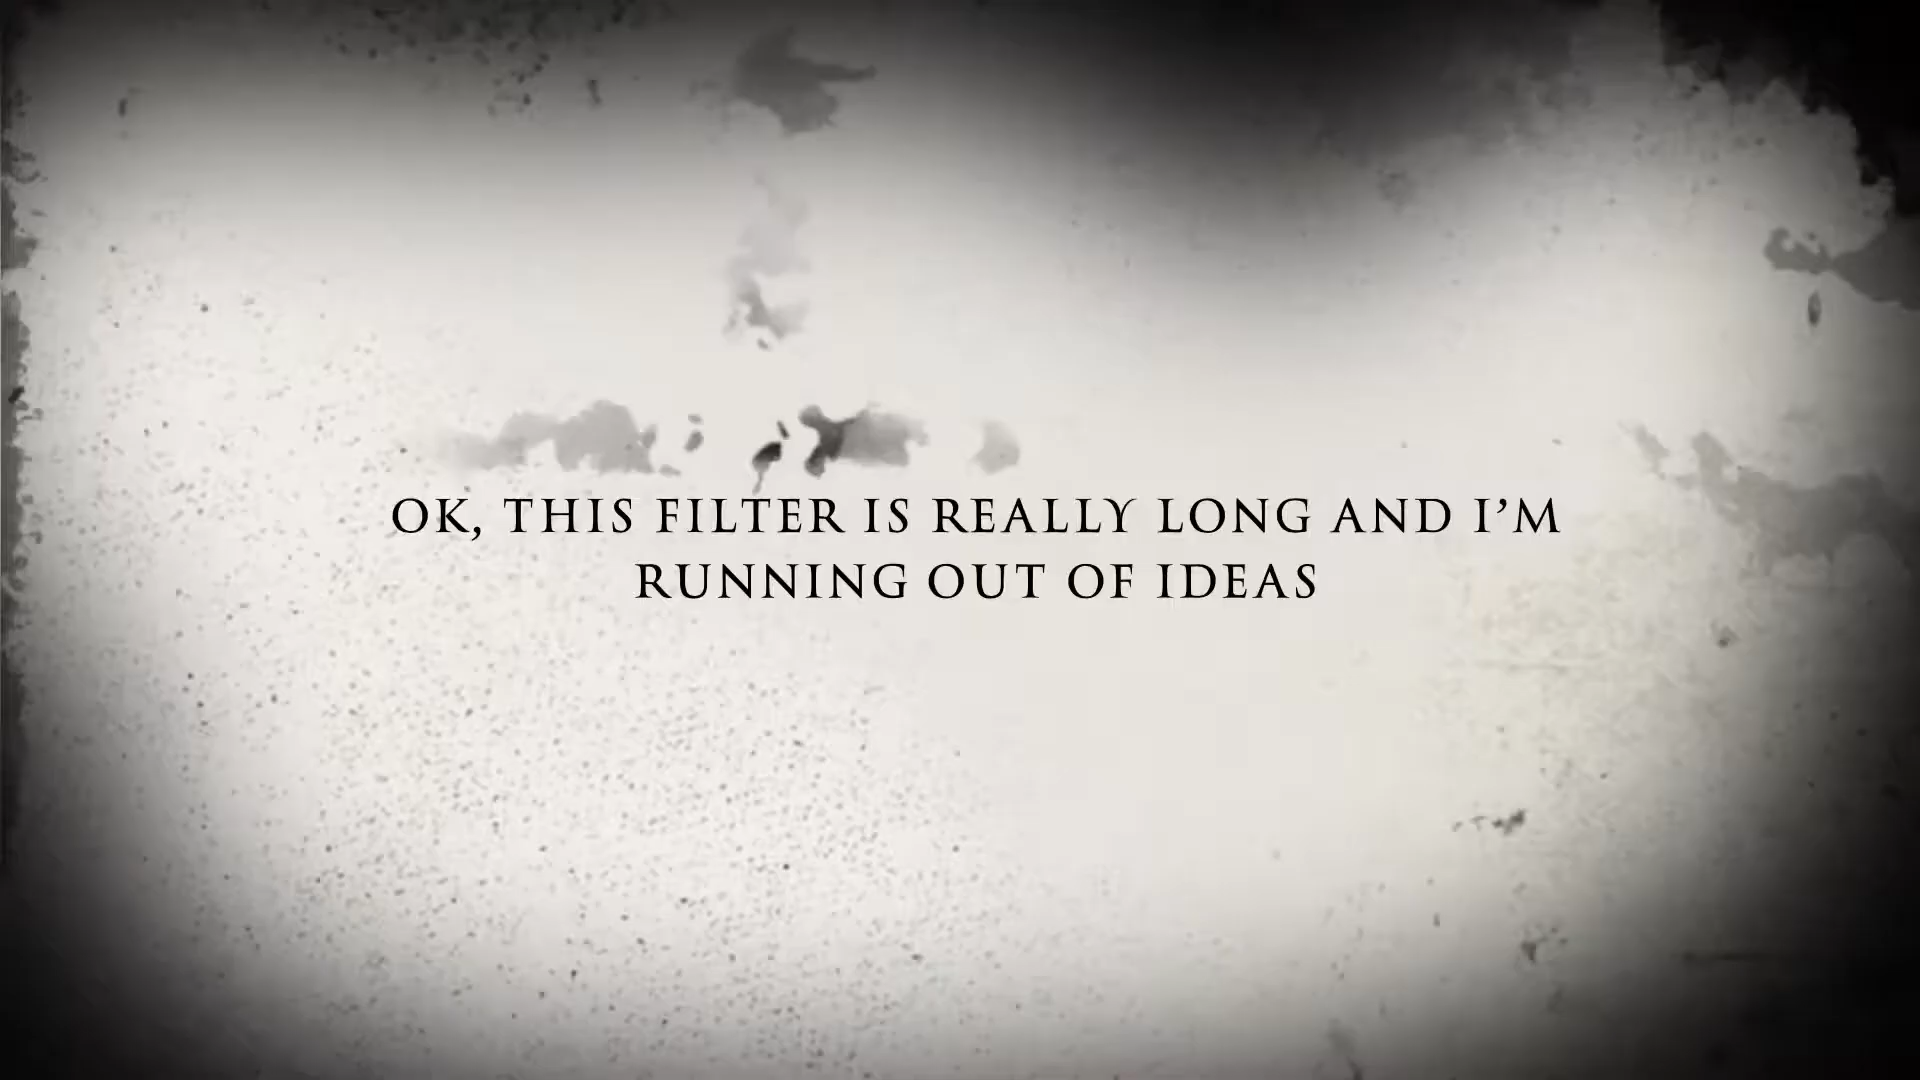 OK, THIS FILTER IS REALLY LONG AND I’M
RUNNING OUT OF IDEAS